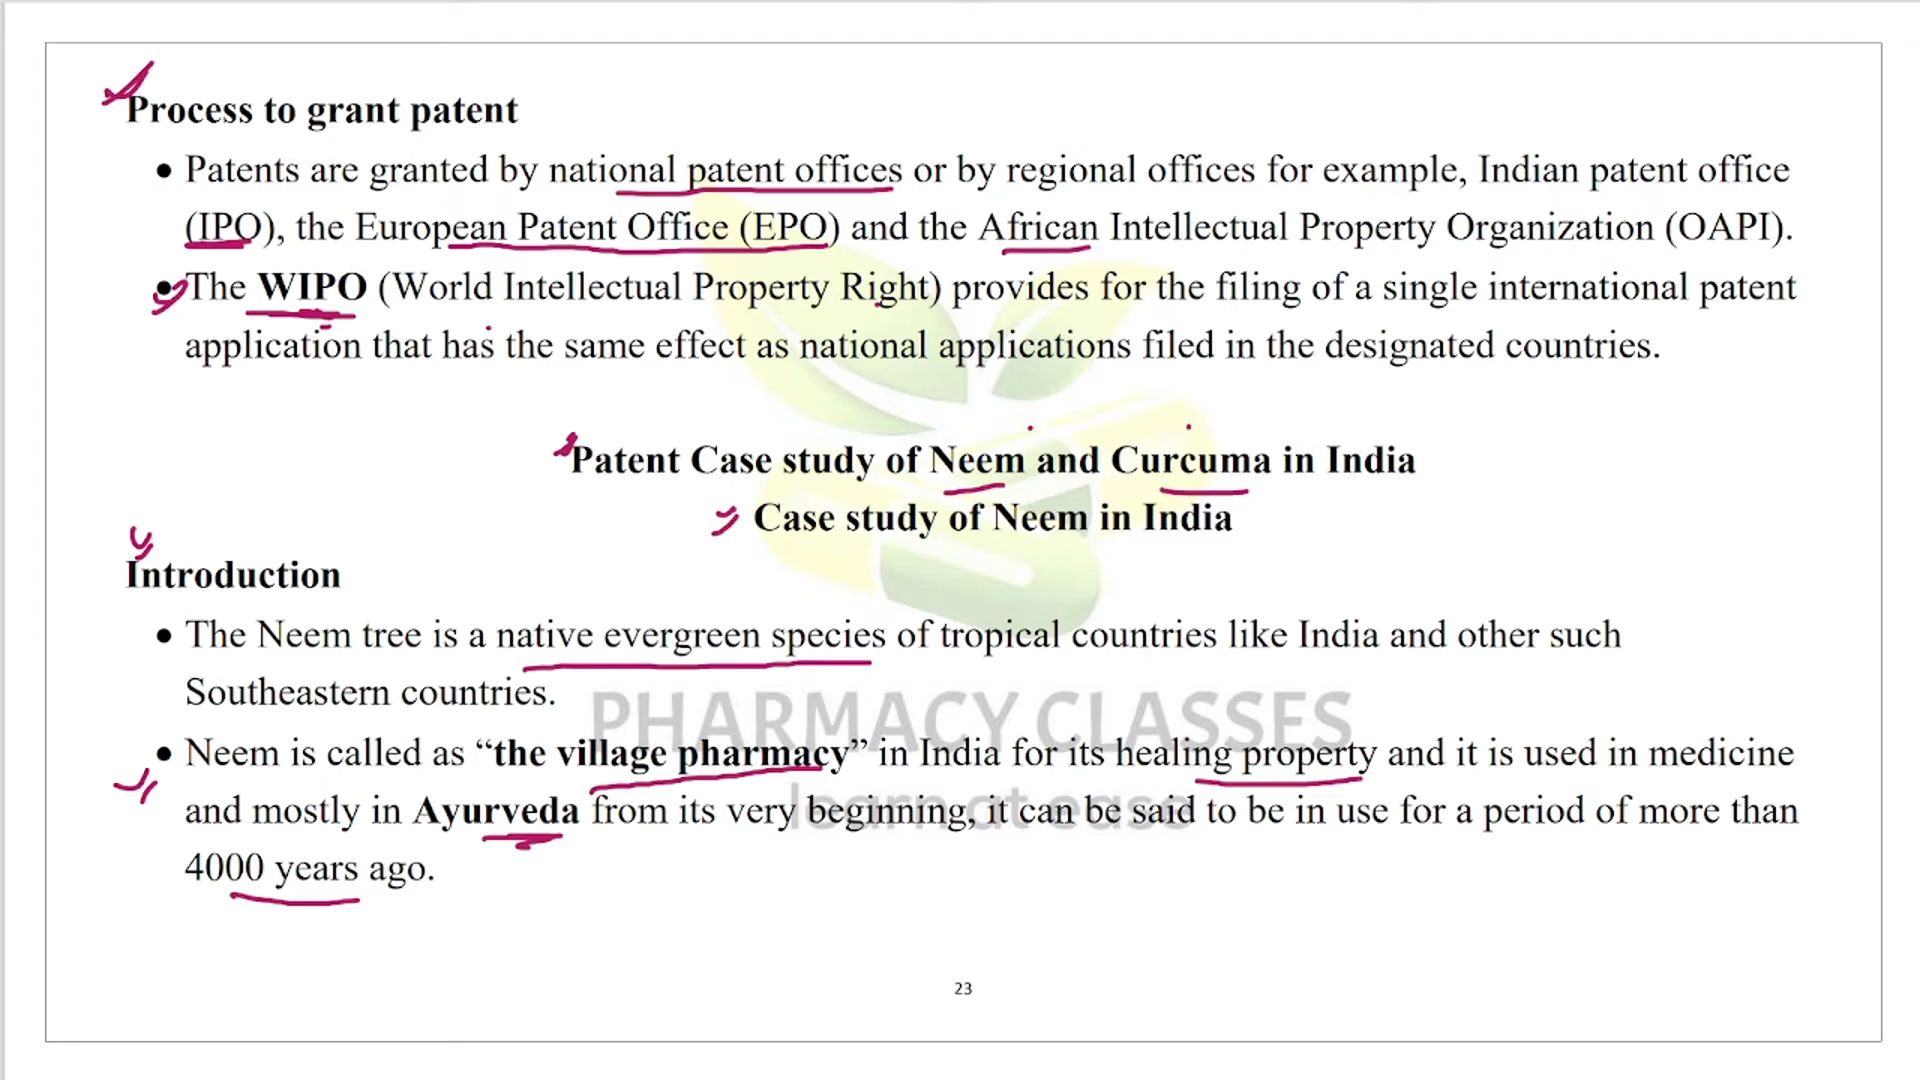 Process to grant patent
• Patents are granted by national patent offices or by regional offices for example, Indian patent office
(IPO), the European Patent Office (EPO) and the African Intellectual Property Organization (OAPI).
• The WIPO (World Intellectual Property Right) provides for the filing of a single international patent
application that has the same effect as national applications filed in the designated countries.
Patent Case study of Neem and Curcuma in India
Case study of Neem in India
Introduction
• The Neem tree is a native evergreen species of tropical countries like India and other such
Southeastern countries.
PHARMACY CLASSES
• Neem is called as “the village pharmacy” in India for its healing property and it is used in medicine
and mostly in Ayurveda from its very beginning, it can be said to be in use for a period of more than
learn at ease
4000 years ago.
23